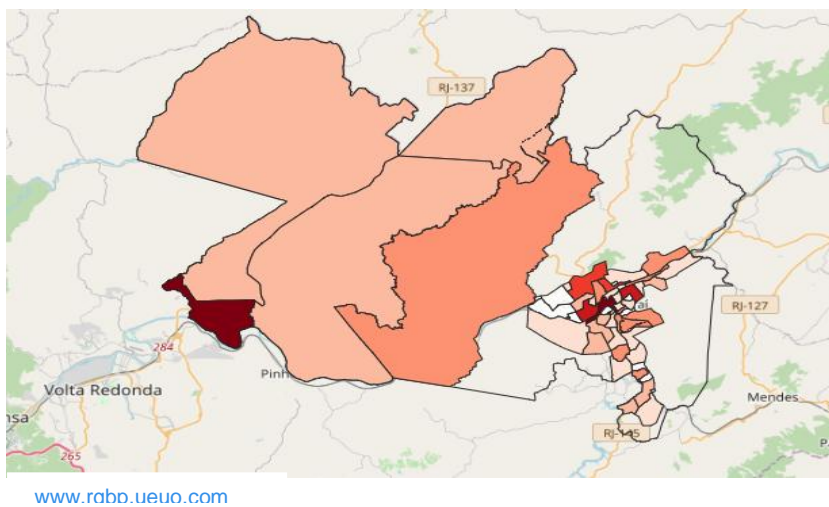 RJ-137
RJ-127
284
Volta Redonda
Pinh
Mendes
nsa
RJ-145
265
www.rgbp.ueuo.com